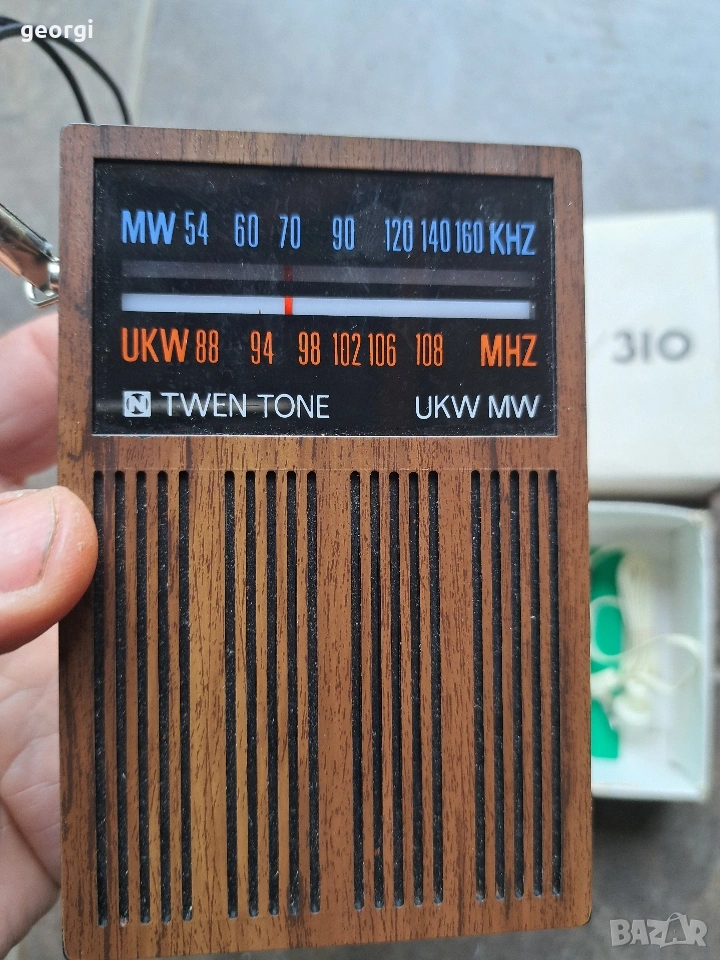 georgi
MW 54 60 70 90 120 140 160 KHZ
UKW 88 94 98 102 106 108 MHZ
N TWEN TONE UKW MW
310
BAZAR